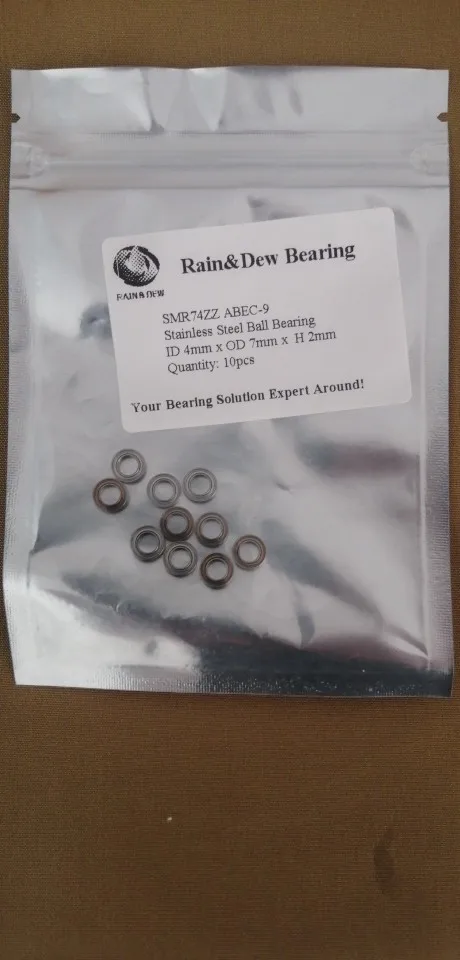 Rain&Dew Bearing
RAIN & DEW
SMR74ZZ ABEC-9
Stainless Steel Ball Bearing
ID 4mm x OD 7mm x H 2mm
Quantity: 10pcs
Your Bearing Solution Expert Around!